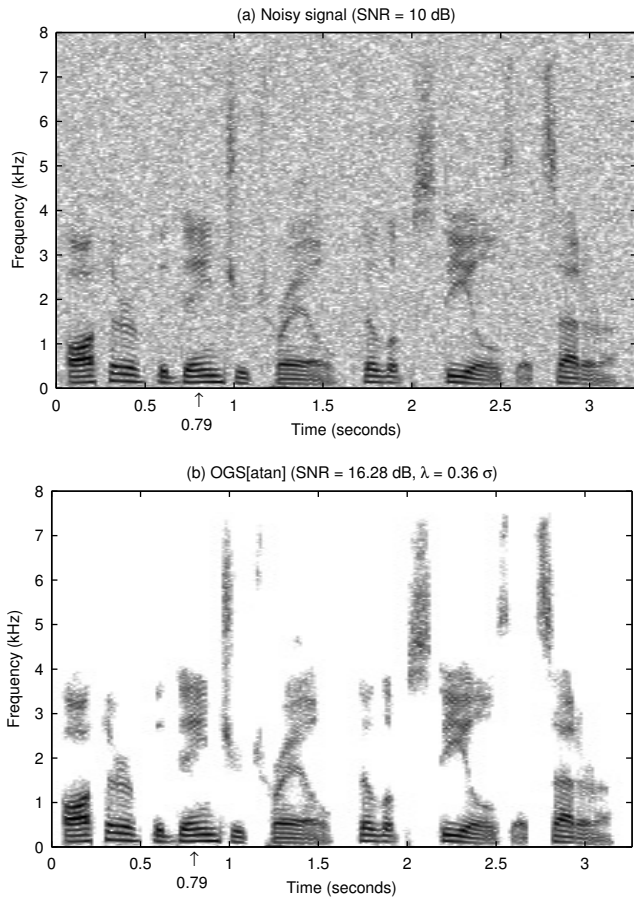 (a) Noisy signal (SNR = 10 dB)
8
7
6
5
4
3
2
1
0
Frequency (kHz)
0 0.5 1 1.5 2 2.5 3
↑
0.79
Time (seconds)
(b) OGS[atan] (SNR = 16.28 dB, λ = 0.36 σ)
8
7
6
5
4
3
2
1
0
Frequency (kHz)
0 0.5 1 1.5 2 2.5 3
↑
0.79
Time (seconds)